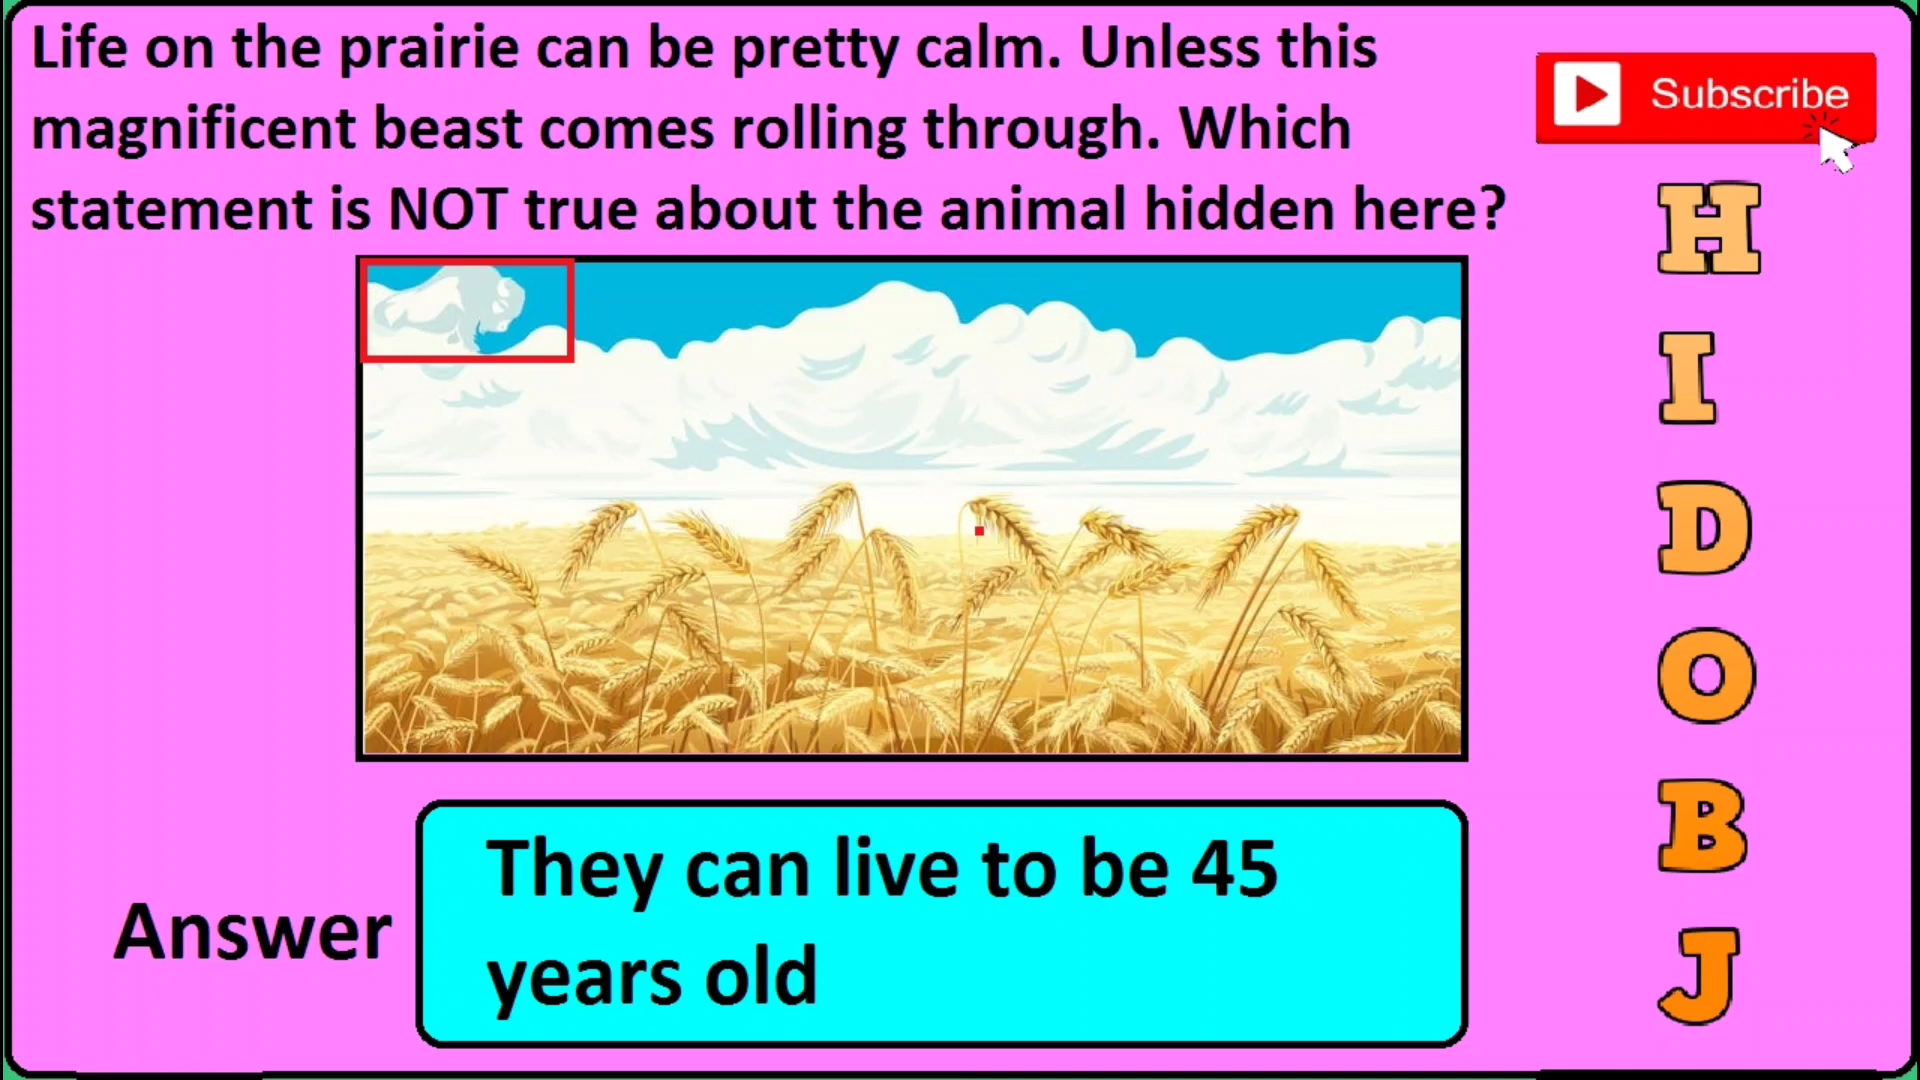 Life on the prairie can be pretty calm. Unless this
magnificent beast comes rolling through. Which
statement is NOT true about the animal hidden here?
Subscribe
H
I
D
O
B
J
Answer
They can live to be 45
years old